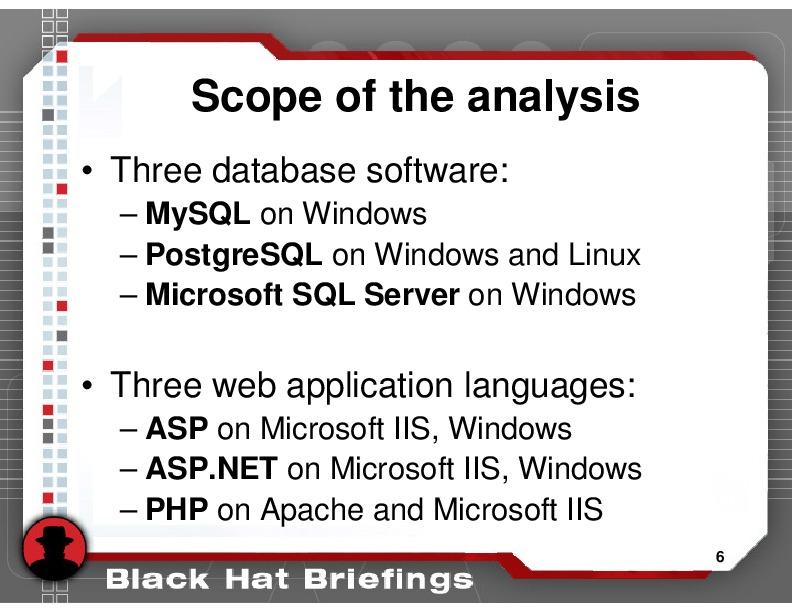 Scope of the analysis
• Three database software:
– MySQL on Windows
– PostgreSQL on Windows and Linux
– Microsoft SQL Server on Windows
• Three web application languages:
– ASP on Microsoft IIS, Windows
– ASP.NET on Microsoft IIS, Windows
– PHP on Apache and Microsoft IIS
6
Black Hat Briefings